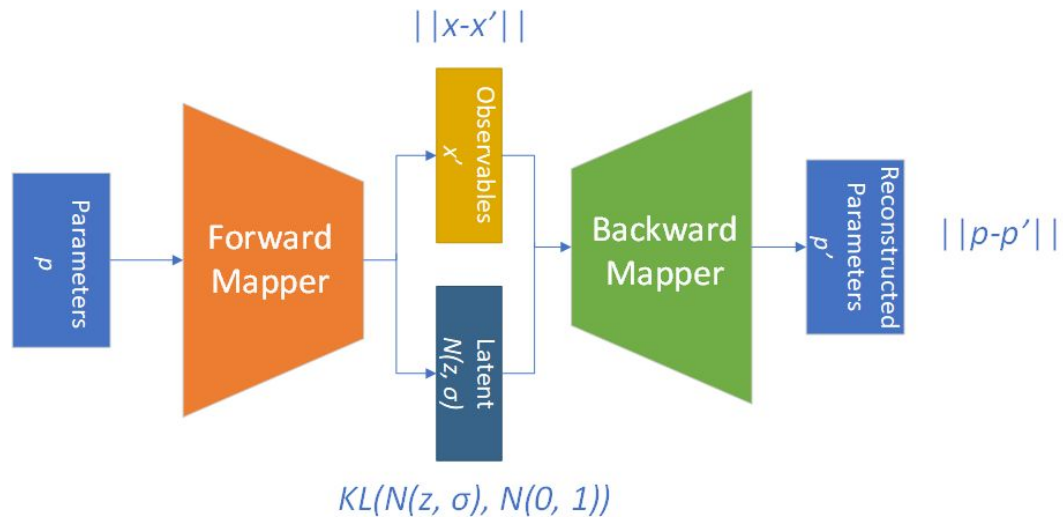 ||x-x’||
Parameters
p
Forward
Mapper
Observables
x’
Latent
N(z, σ)
Backward
Mapper
Reconstructed
Parameters
p’
||p-p’||
KL(N(z, σ), N(0, 1))